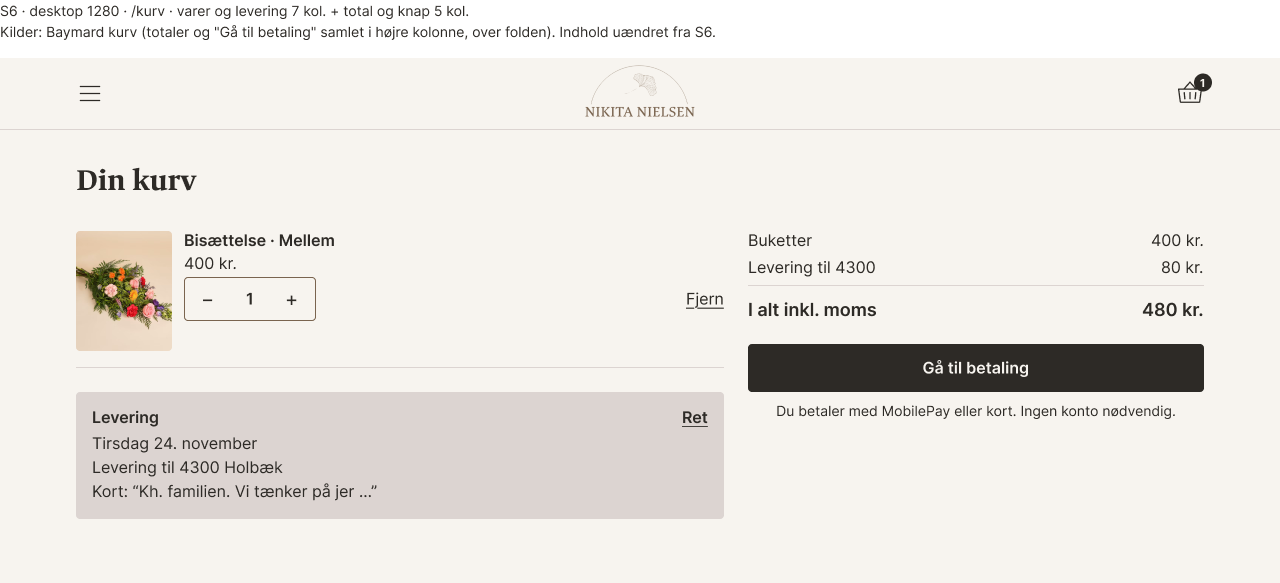 S6 · desktop 1280 · /kurv · varer og levering 7 kol. + total og knap 5 kol.
Kilder: Baymard kurv (totaler og "Gå til betaling" samlet i højre kolonne, over folden). Indhold uændret fra S6.
NIKITA NIELSEN
1
Din kurv
Bisættelse · Mellem
400 kr.
− 1 +
Fjern
Levering
Ret
Tirsdag 24. november
Levering til 4300 Holbæk
Kort: “Kh. familien. Vi tænker på jer …”
Buketter 400 kr.
Levering til 4300 80 kr.
I alt inkl. moms 480 kr.
Gå til betaling
Du betaler med MobilePay eller kort. Ingen konto nødvendig.